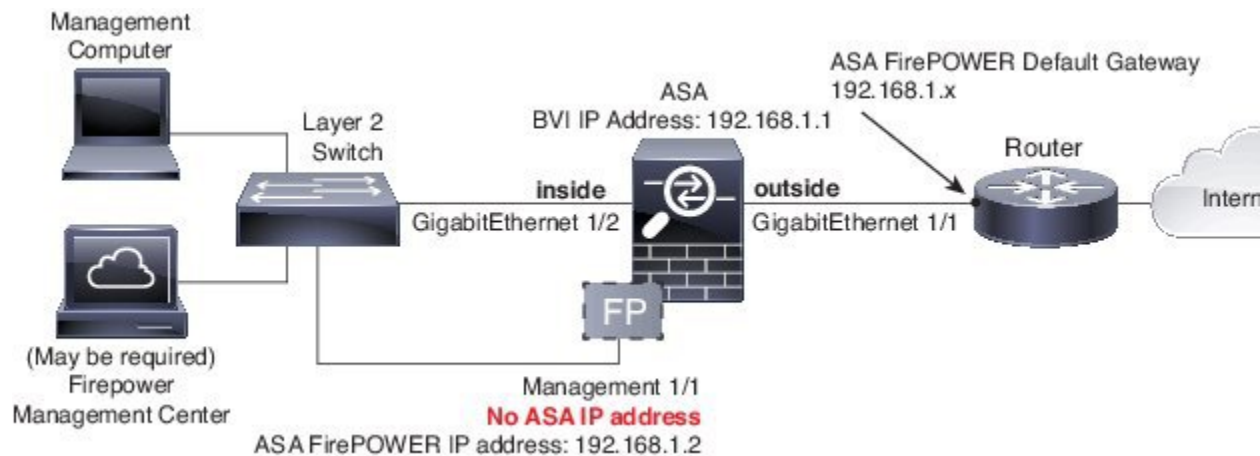 Management
Computer
Layer 2
Switch
ASA
BVI IP Address: 192.168.1.1
ASA FirePOWER Default Gateway
192.168.1.x
Router
inside
GigabitEthernet 1/2
outside
GigabitEthernet 1/1
Intern
FP
(May be required)
Firepower
Management Center
Management 1/1
No ASA IP address
ASA FirePOWER IP address: 192.168.1.2